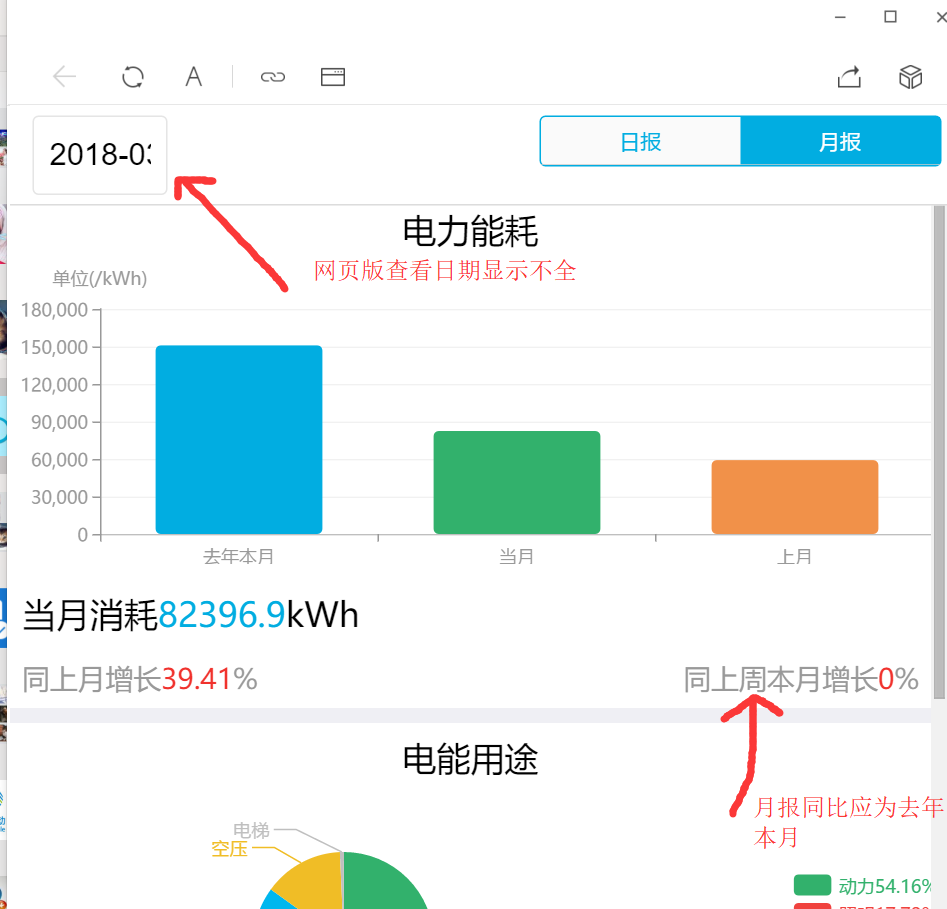 A
2018-03
日报
月报
电力能耗
网页版查看日期显示不全
单位(/kWh)
180,000
150,000
120,000
90,000
60,000
30,000
0
去年本月
当月
上月
当月消耗82396.9kWh
同上月增长39.41%
同上周本月增长0%
电能用途
月报同比应为去年
本月
电梯
空压
动力54.16%